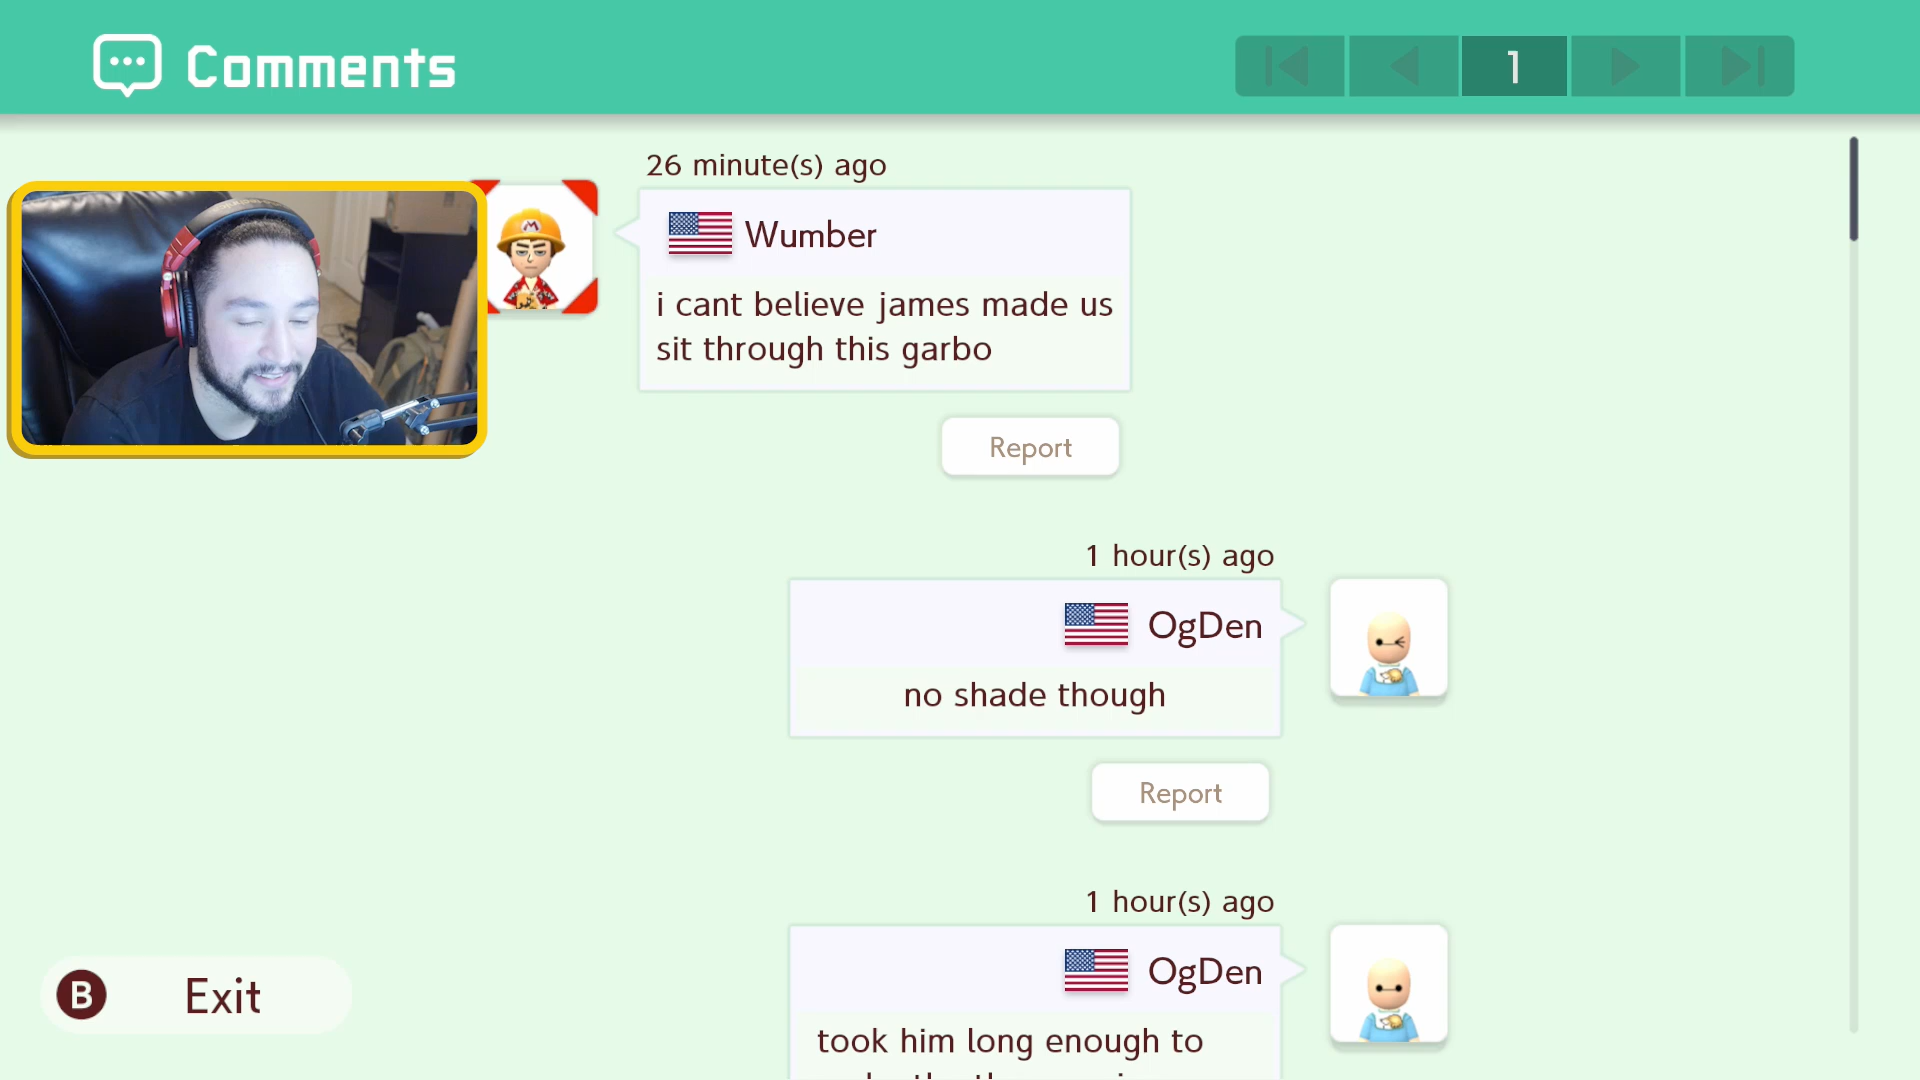 Comments
1
26 minute(s) ago
Wumber
i cant believe james made us
sit through this garbo
Report
1 hour(s) ago
OgDen
no shade though
Report
1 hour(s) ago
OgDen
took him long enough to
B Exit